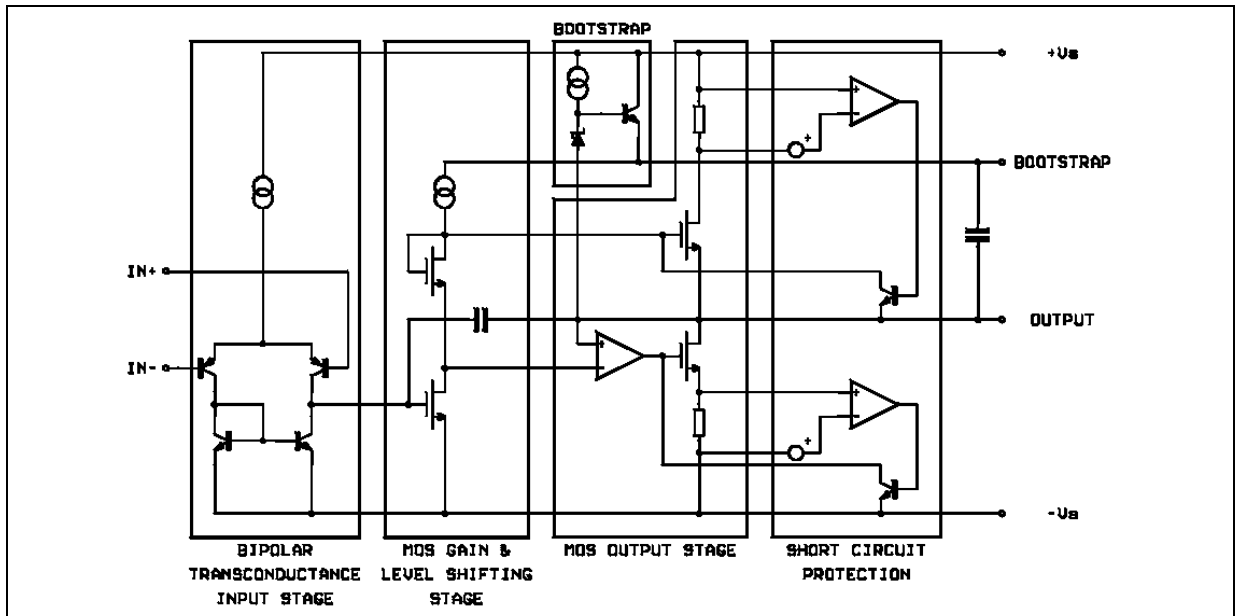 BOOTSTRAP
+Vs
BOOTSTRAP
IN+
OUTPUT
IN-
-Vs
BIPOLAR
TRANSCONDUCTANCE
INPUT STAGE
MOS GAIN &
LEVEL SHIFTING
STAGE
MOS OUTPUT STAGE
SHORT CIRCUIT
PROTECTION
+
-
+
+
-
+
-
+